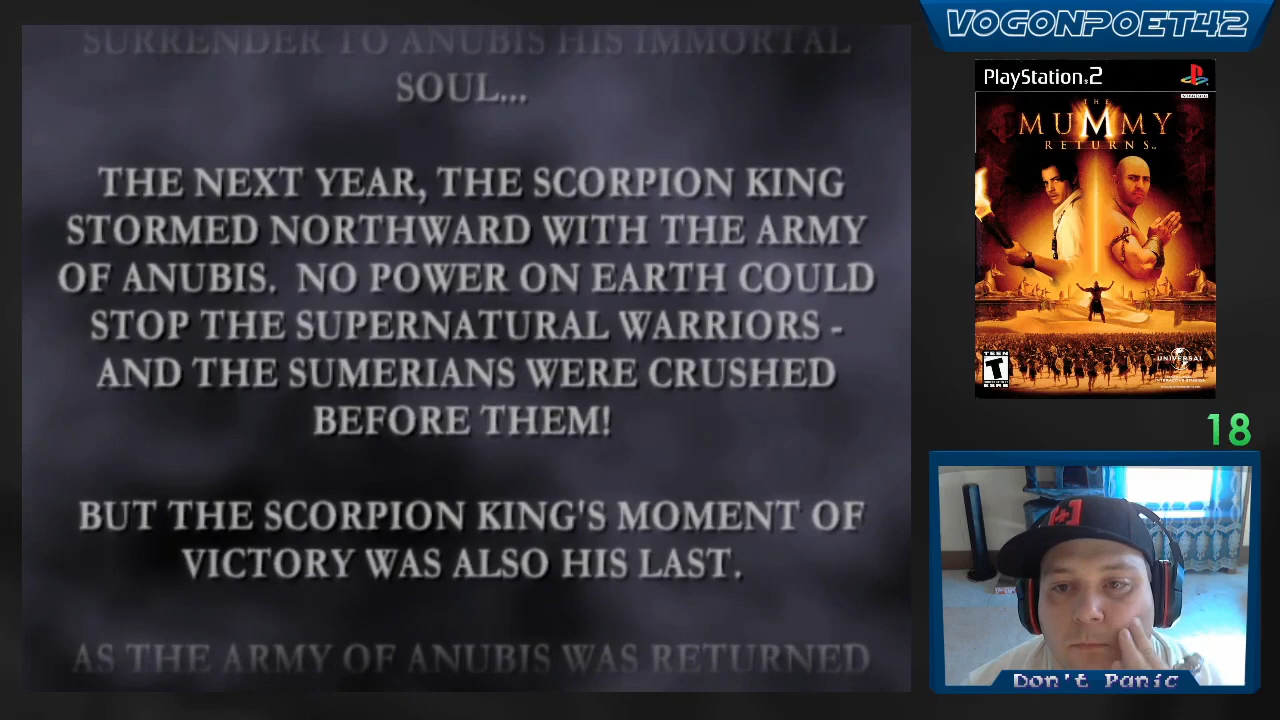 SURRENDER TO ANUBIS HIS IMMORTAL
SOUL...
THE NEXT YEAR, THE SCORPION KING
STORMED NORTHWARD WITH THE ARMY
OF ANUBIS. NO POWER ON EARTH COULD
STOP THE SUPERNATURAL WARRIORS -
AND THE SUMERIANS WERE CRUSHED
BEFORE THEM!
BUT THE SCORPION KING'S MOMENT OF
VICTORY WAS ALSO HIS LAST.
AS THE ARMY OF ANUBIS WAS RETURNED
VOGONPOET42
PlayStation.2
THE
MUMMY
RETURNS
TEEN
T
ESRB
UNIVERSAL
18
Don't Panic